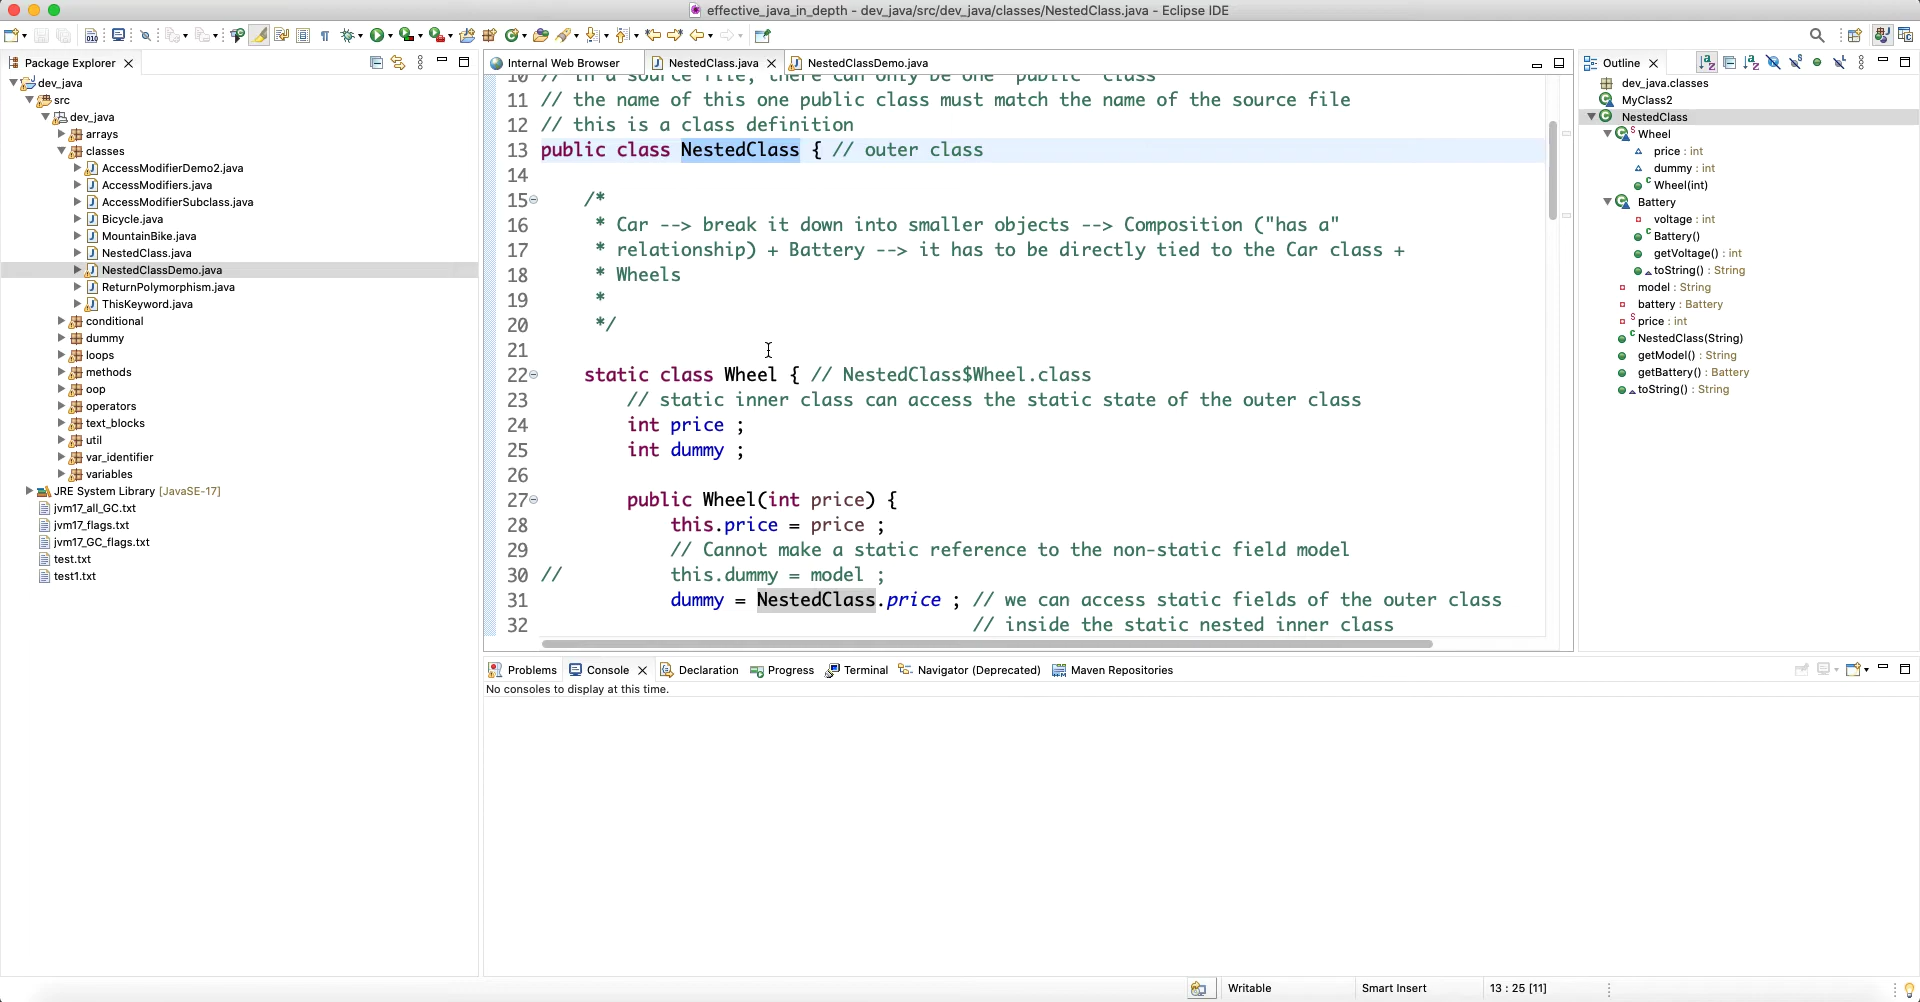 effective_java_in_depth - dev_java/src/dev_java/classes/NestedClass.java - Eclipse IDE
Package Explorer
dev_java
src
dev_java
arrays
classes
AccessModifierDemo2.java
AccessModifiers.java
AccessModifierSubclass.java
Bicycle.java
MountainBike.java
NestedClass.java
NestedClassDemo.java
ReturnPolymorphism.java
ThisKeyword.java
conditional
dummy
loops
methods
oop
operators
text_blocks
util
var_identifier
variables
JRE System Library [JavaSE-17]
jvm17_all_GC.txt
jvm17_flags.txt
jvm17_GC_flags.txt
test.txt
test1.txt
Internal Web Browser
NestedClass.java
NestedClassDemo.java
10 // in a source file, there can only be one "public" class
11 // the name of this one public class must match the name of the source file
12 // this is a class definition
13 public class NestedClass { // outer class
14
15 /*
16 * Car --> break it down into smaller objects --> Composition ("has a"
17 * relationship) + Battery --> it has to be directly tied to the Car class +
18 * Wheels
19 *
20 */
21
22 static class Wheel { // NestedClass$Wheel.class
23 // static inner class can access the static state of the outer class
24 int price ;
25 int dummy ;
26
27 public Wheel(int price) {
28 this.price = price ;
29 // Cannot make a static reference to the non-static field model
30 // this.dummy = model ;
31 dummy = NestedClass.price ; // we can access static fields of the outer class
32 // inside the static nested inner class
Outline
dev_java.classes
MyClass2
NestedClass
Wheel
price : int
dummy : int
Wheel(int)
Battery
voltage : int
Battery()
getVoltage() : int
toString() : String
model : String
battery : Battery
price : int
NestedClass(String)
getModel() : String
getBattery() : Battery
toString() : String
Problems
Console
Declaration
Progress
Terminal
Navigator (Deprecated)
Maven Repositories
No consoles to display at this time.
Writable
Smart Insert
13 : 25 [11]